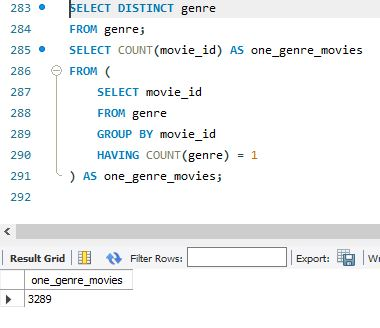 283 SELECT DISTINCT genre
284 FROM genre;
285 SELECT COUNT(movie_id) AS one_genre_movies
286 FROM (
287 SELECT movie_id
288 FROM genre
289 GROUP BY movie_id
290 HAVING COUNT(genre) = 1
291 ) AS one_genre_movies;
292
Result Grid Filter Rows: Export:
one_genre_movies
3289